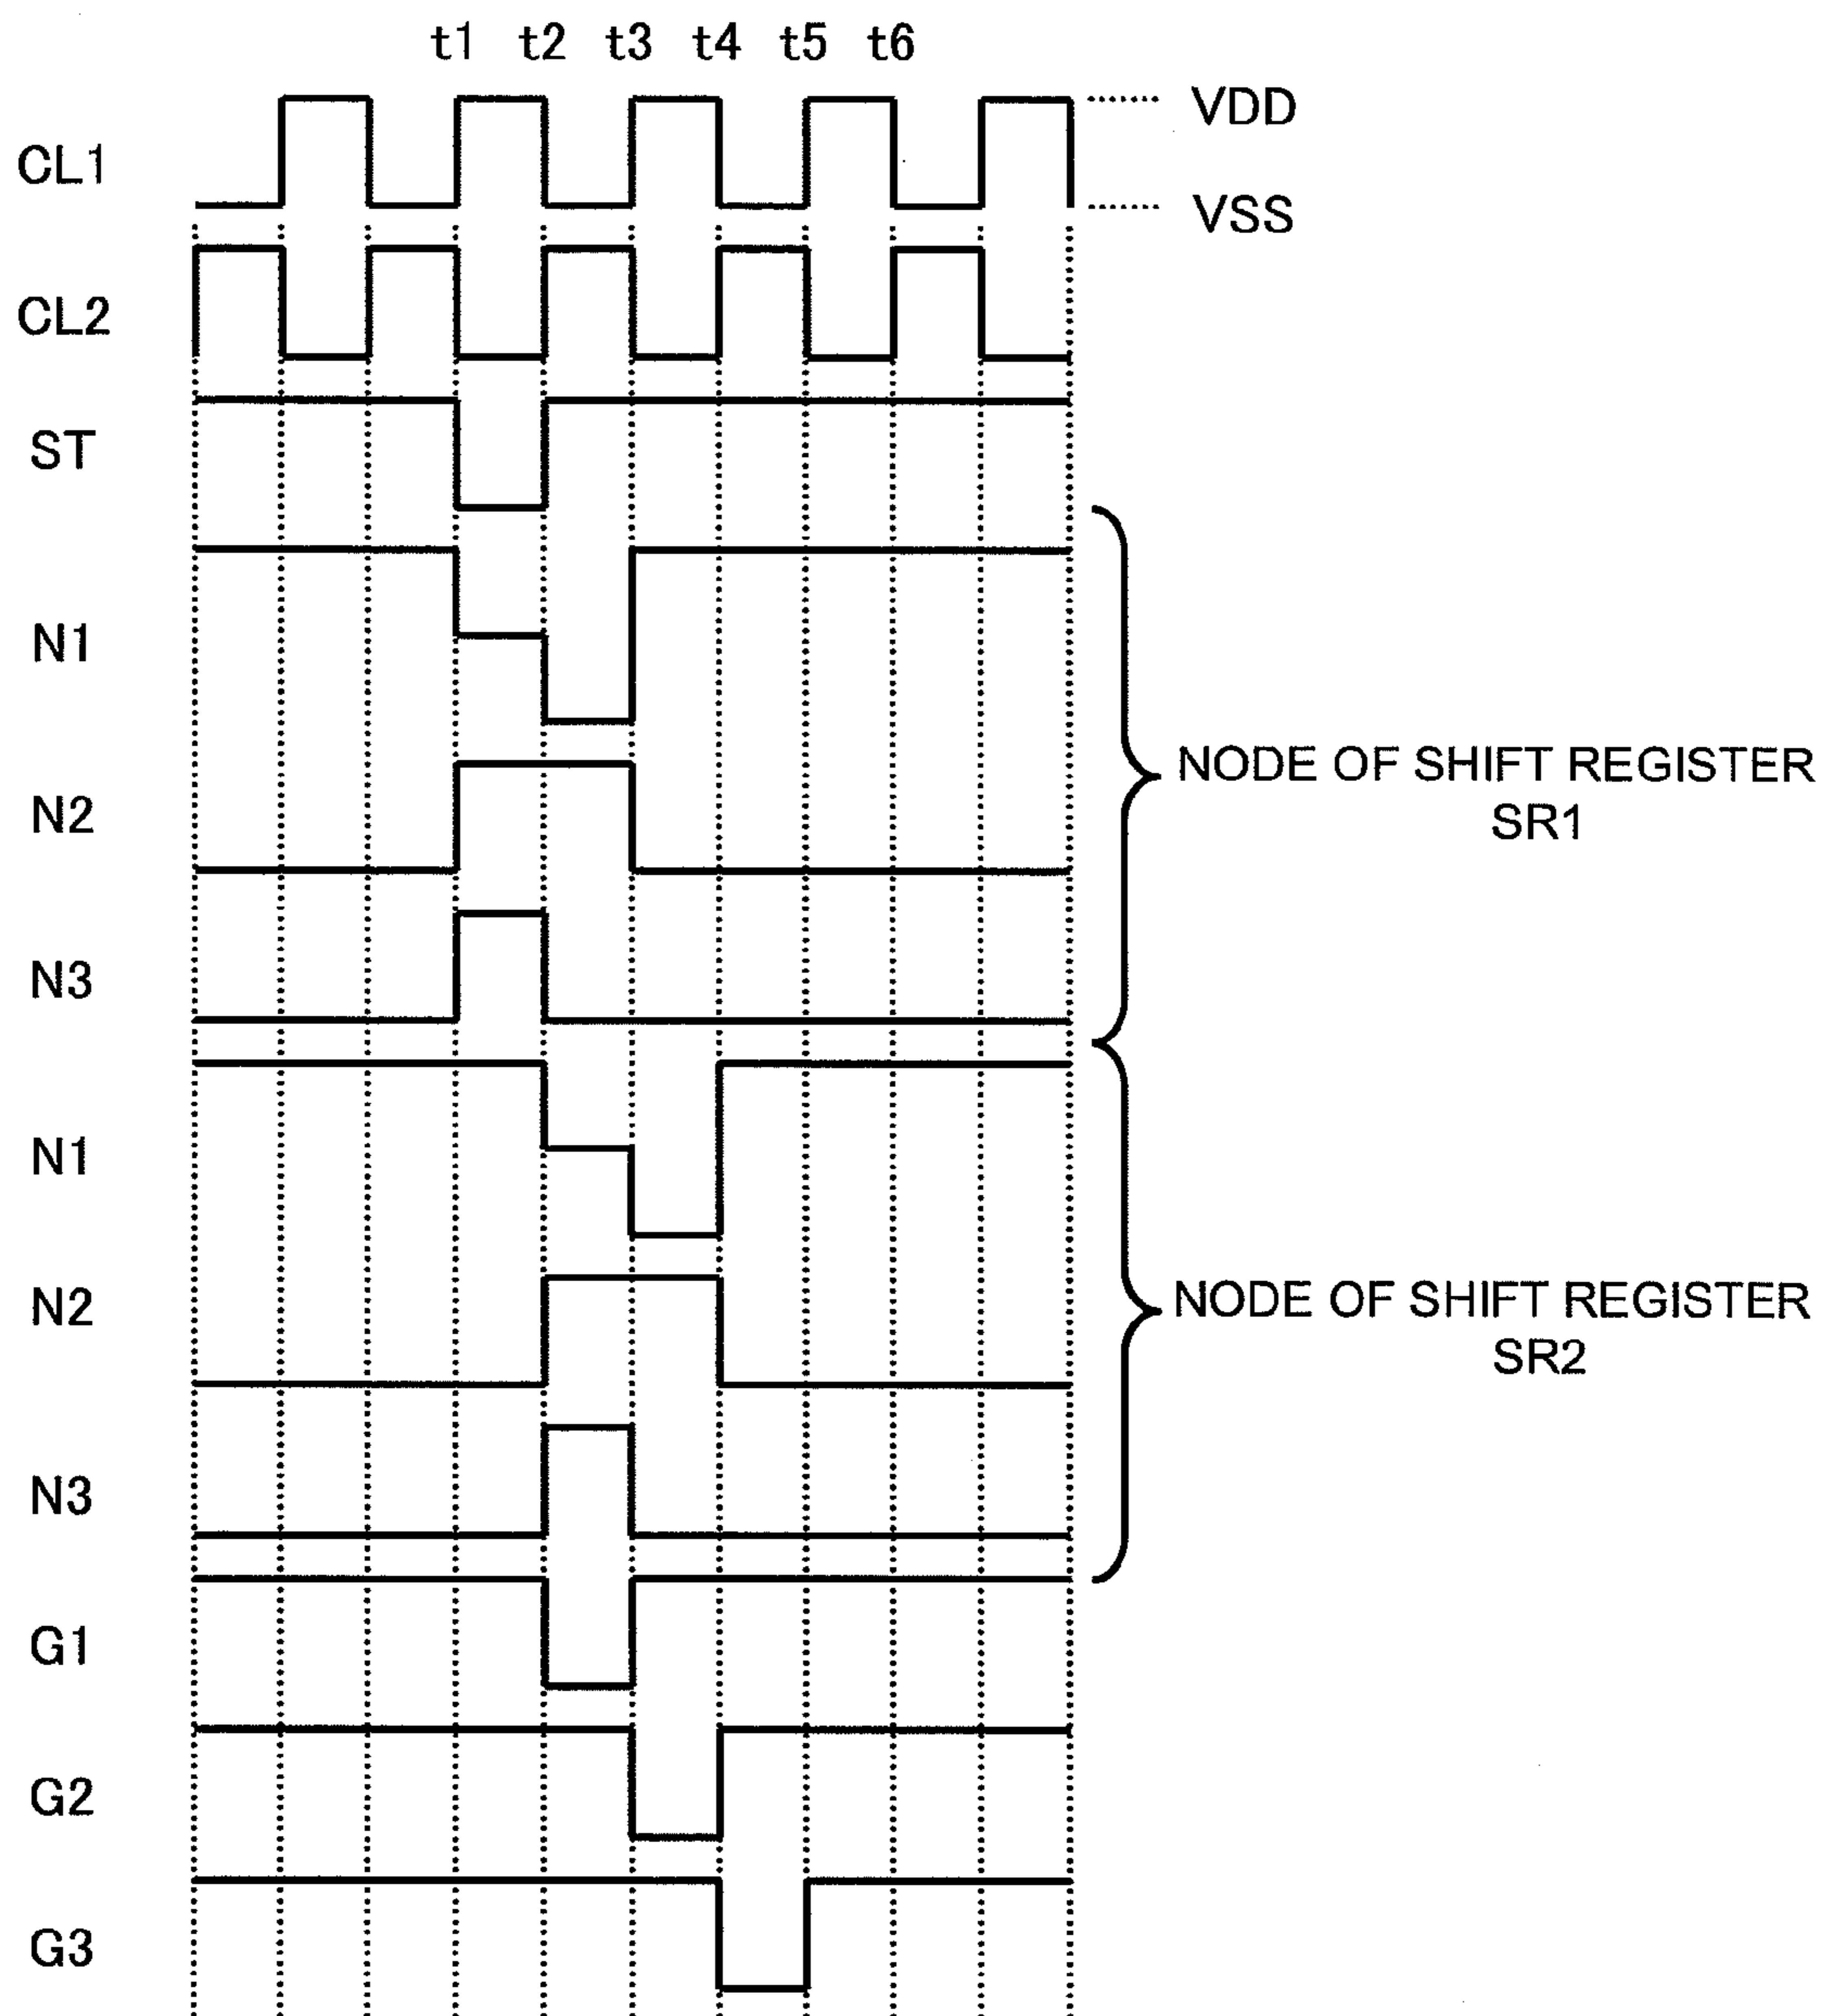 t1 t2 t3 t4 t5 t6
VDD
CL1
VSS
CL2
ST
N1
NODE OF SHIFT REGISTER
SR1
N2
N3
N1
N2
NODE OF SHIFT REGISTER
SR2
N3
G1
G2
G3